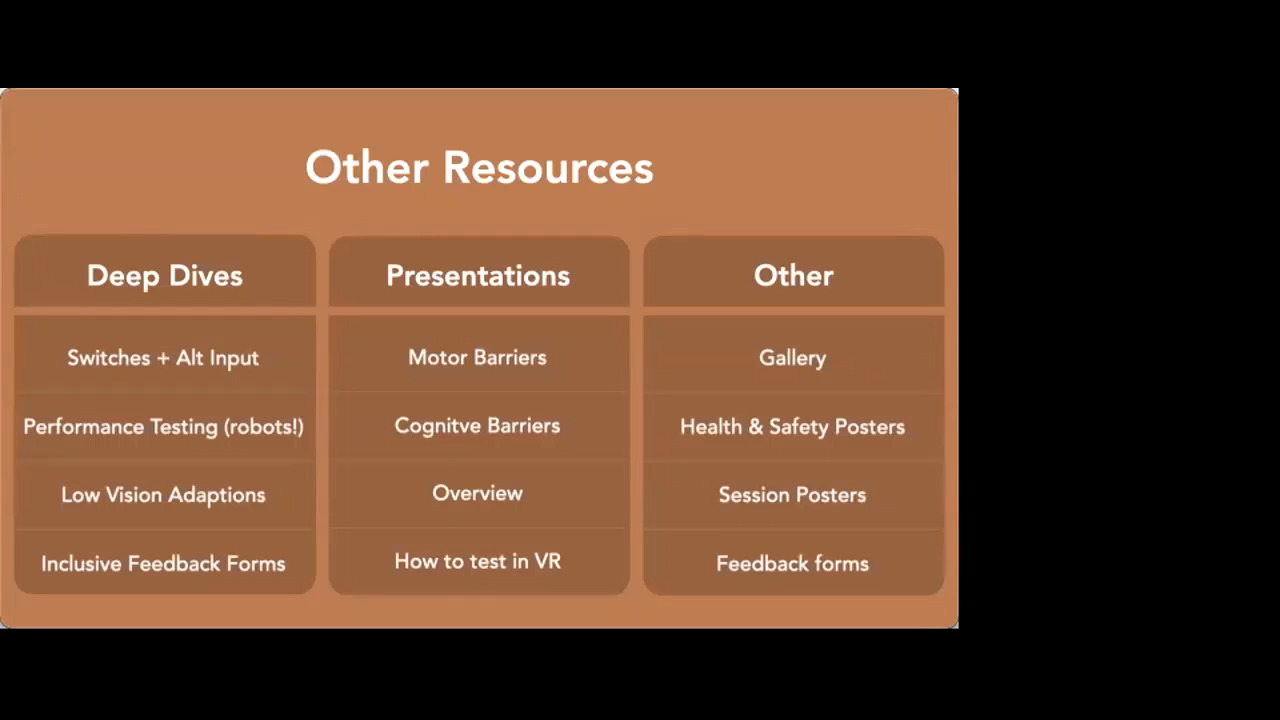 Other Resources
Deep Dives
Switches + Alt Input
Performance Testing (robots!)
Low Vision Adaptions
Inclusive Feedback Forms
Presentations
Motor Barriers
Cognitve Barriers
Overview
How to test in VR
Other
Gallery
Health & Safety Posters
Session Posters
Feedback forms